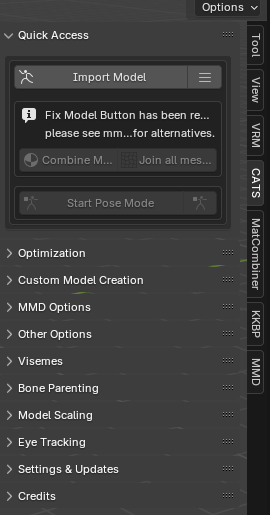 Options
Quick Access
Import Model
Fix Model Button has been re...
please see mm...for alternatives.
Combine M...
Join all mes...
Start Pose Mode
Optimization
Custom Model Creation
MMD Options
Other Options
Visemes
Bone Parenting
Model Scaling
Eye Tracking
Settings & Updates
Credits
Tool
View
VRM
CATS
MatCombiner
KKBP
MMD